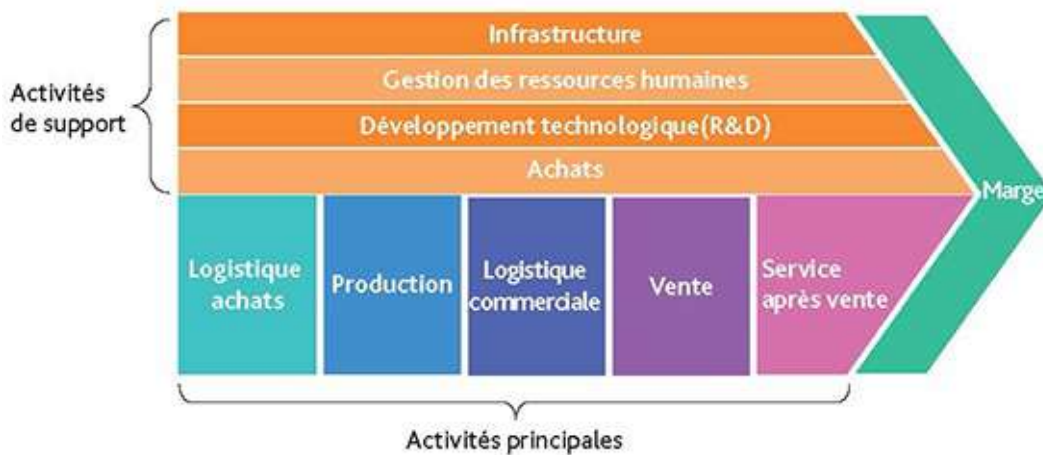 Infrastructure
Gestion des ressources humaines
Activités
de support
Développement technologique(R&D)
Achats
Marge
Logistique
achats
Production
Logistique
commerciale
Vente
Service
après vente
Activités principales